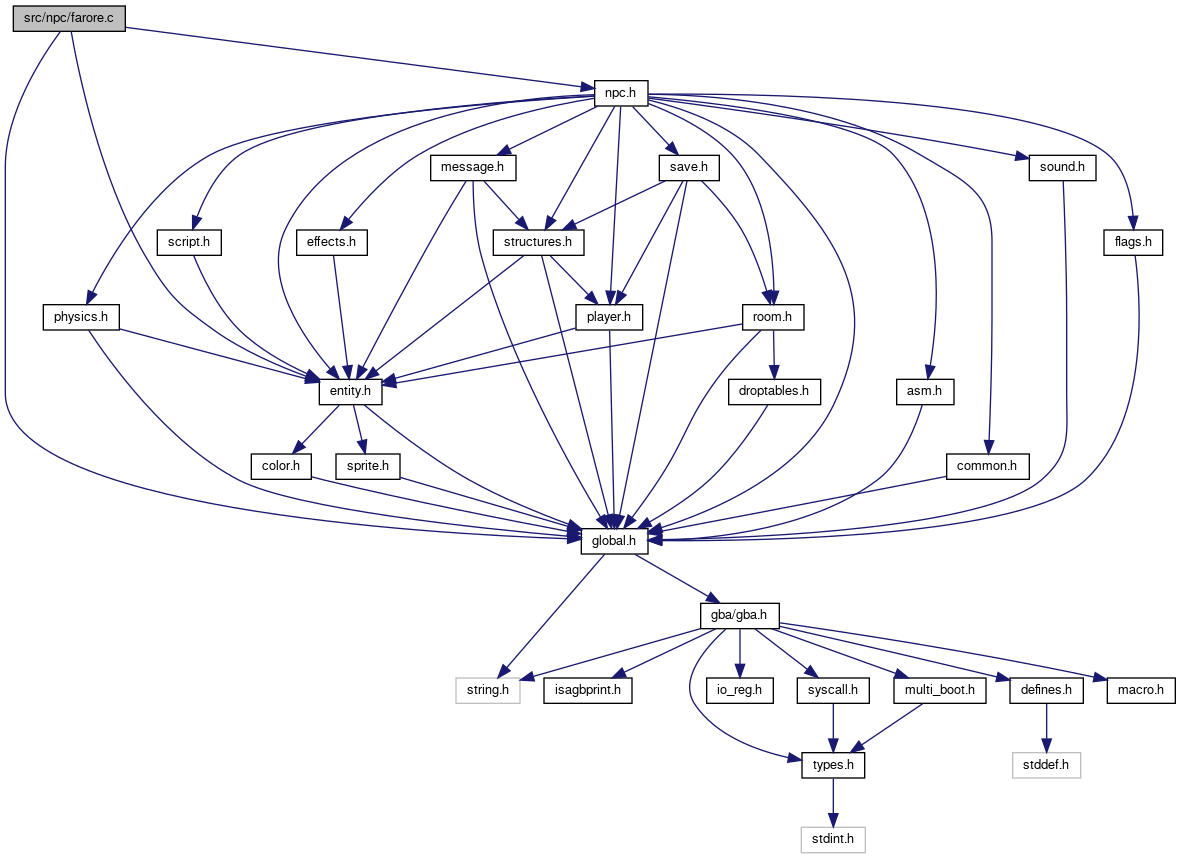 src/npc/farore.c
npc.h
message.h
save.h
sound.h
script.h
effects.h
structures.h
flags.h
physics.h
player.h
room.h
entity.h
droptables.h
asm.h
color.h
sprite.h
common.h
global.h
gba/gba.h
string.h
isagbprint.h
io_reg.h
syscall.h
multi_boot.h
defines.h
macro.h
types.h
stddef.h
stdint.h